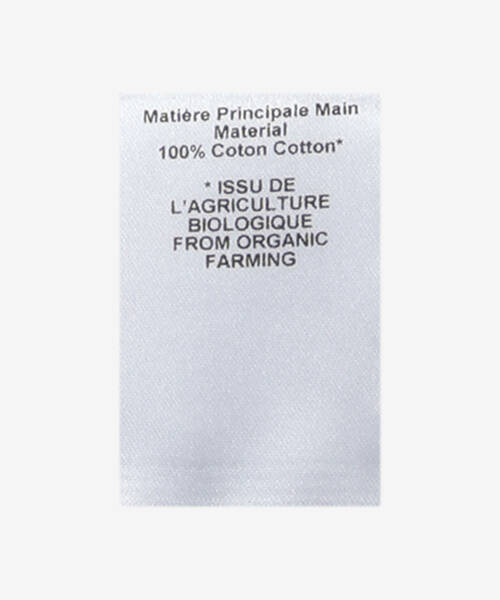 Matière Principale Main
Material
100% Coton Cotton*
* ISSU DE
L'AGRICULTURE
BIOLOGIQUE
FROM ORGANIC
FARMING